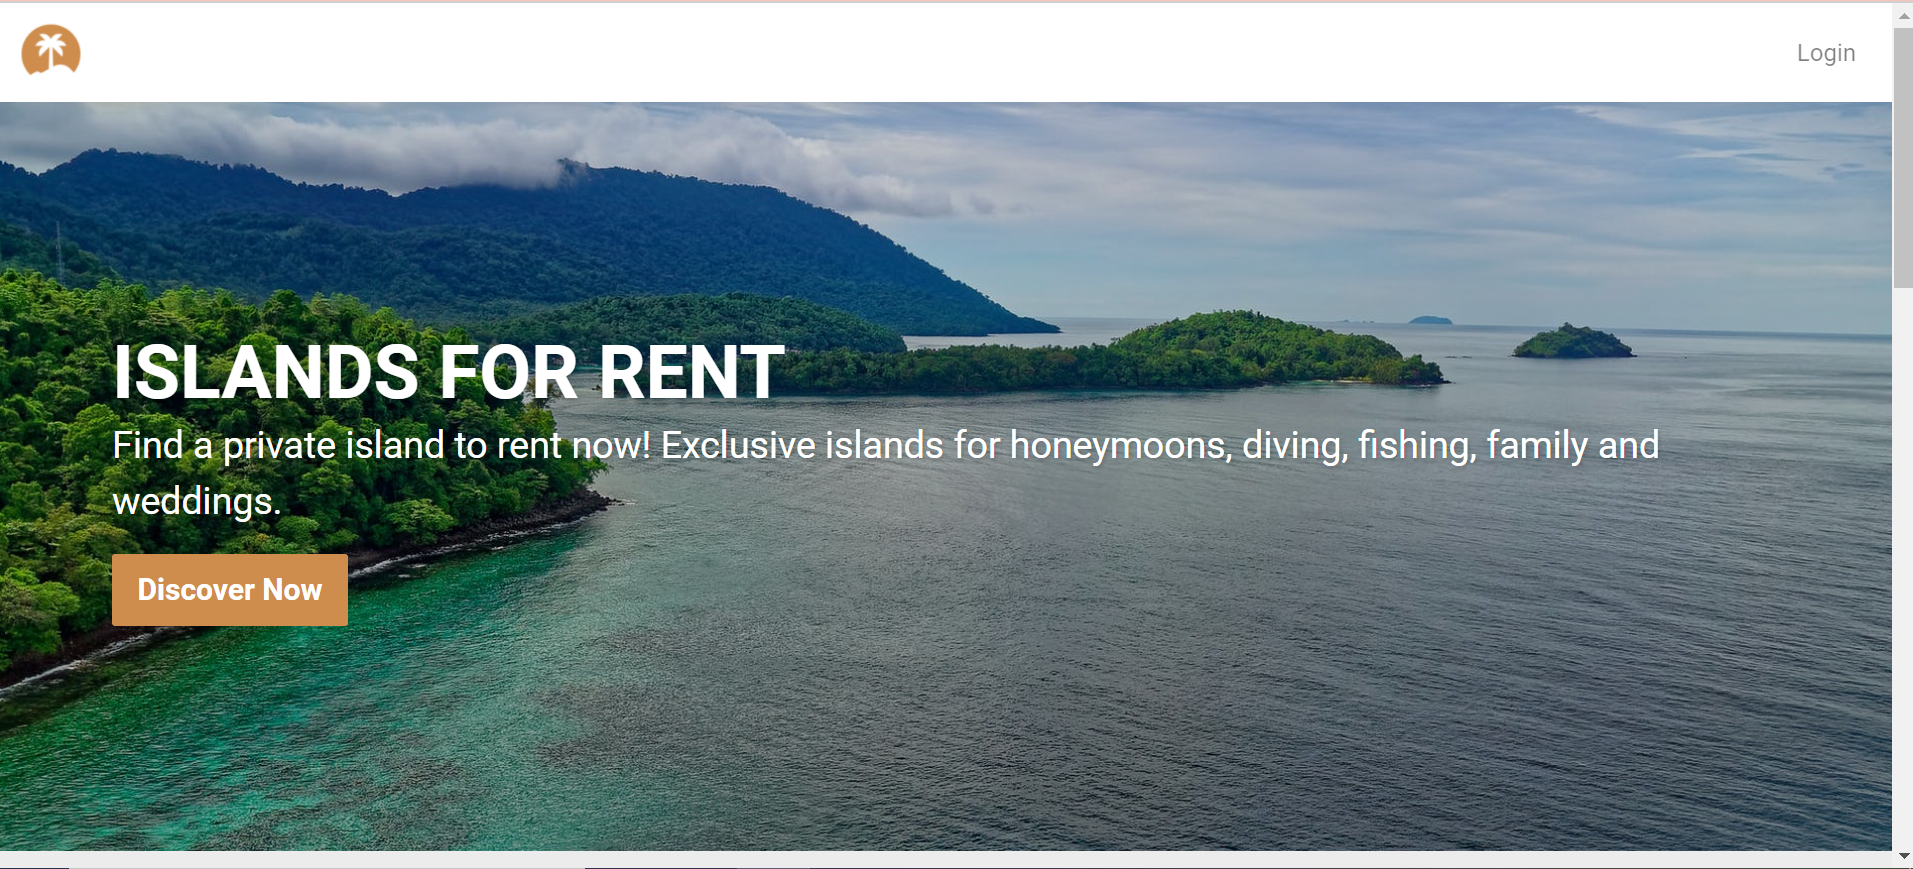 Login
ISLANDS FOR RENT
Find a private island to rent now! Exclusive islands for honeymoons, diving, fishing, family and
weddings.
Discover Now